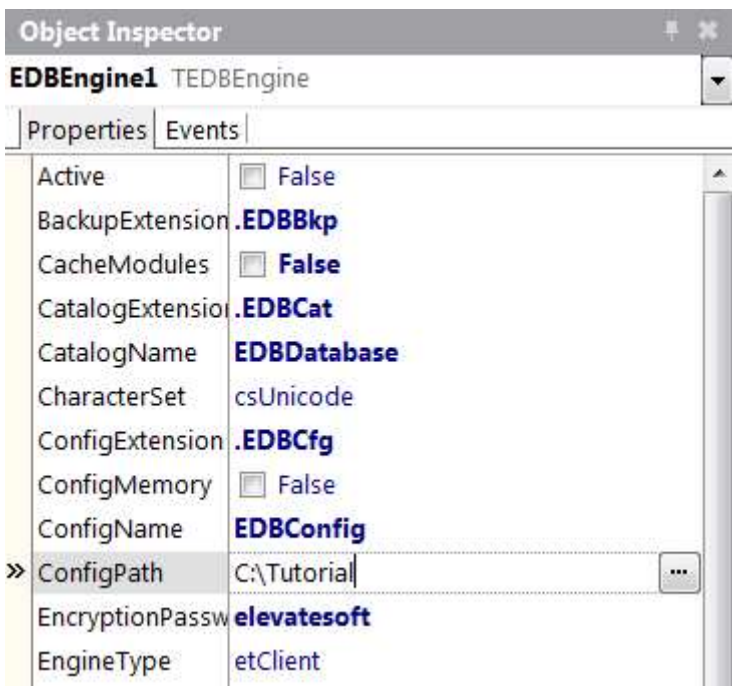 Object Inspector
EDBEngine1 TEDBEngine
Properties Events
Active False
BackupExtension .EDBBkp
CacheModules False
CatalogExtensio .EDBCat
CatalogName EDBDatabase
CharacterSet csUnicode
ConfigExtension .EDBCfg
ConfigMemory False
ConfigName EDBConfig
» ConfigPath C:\Tutorial ...
EncryptionPassw elevatesoft
EngineType etClient